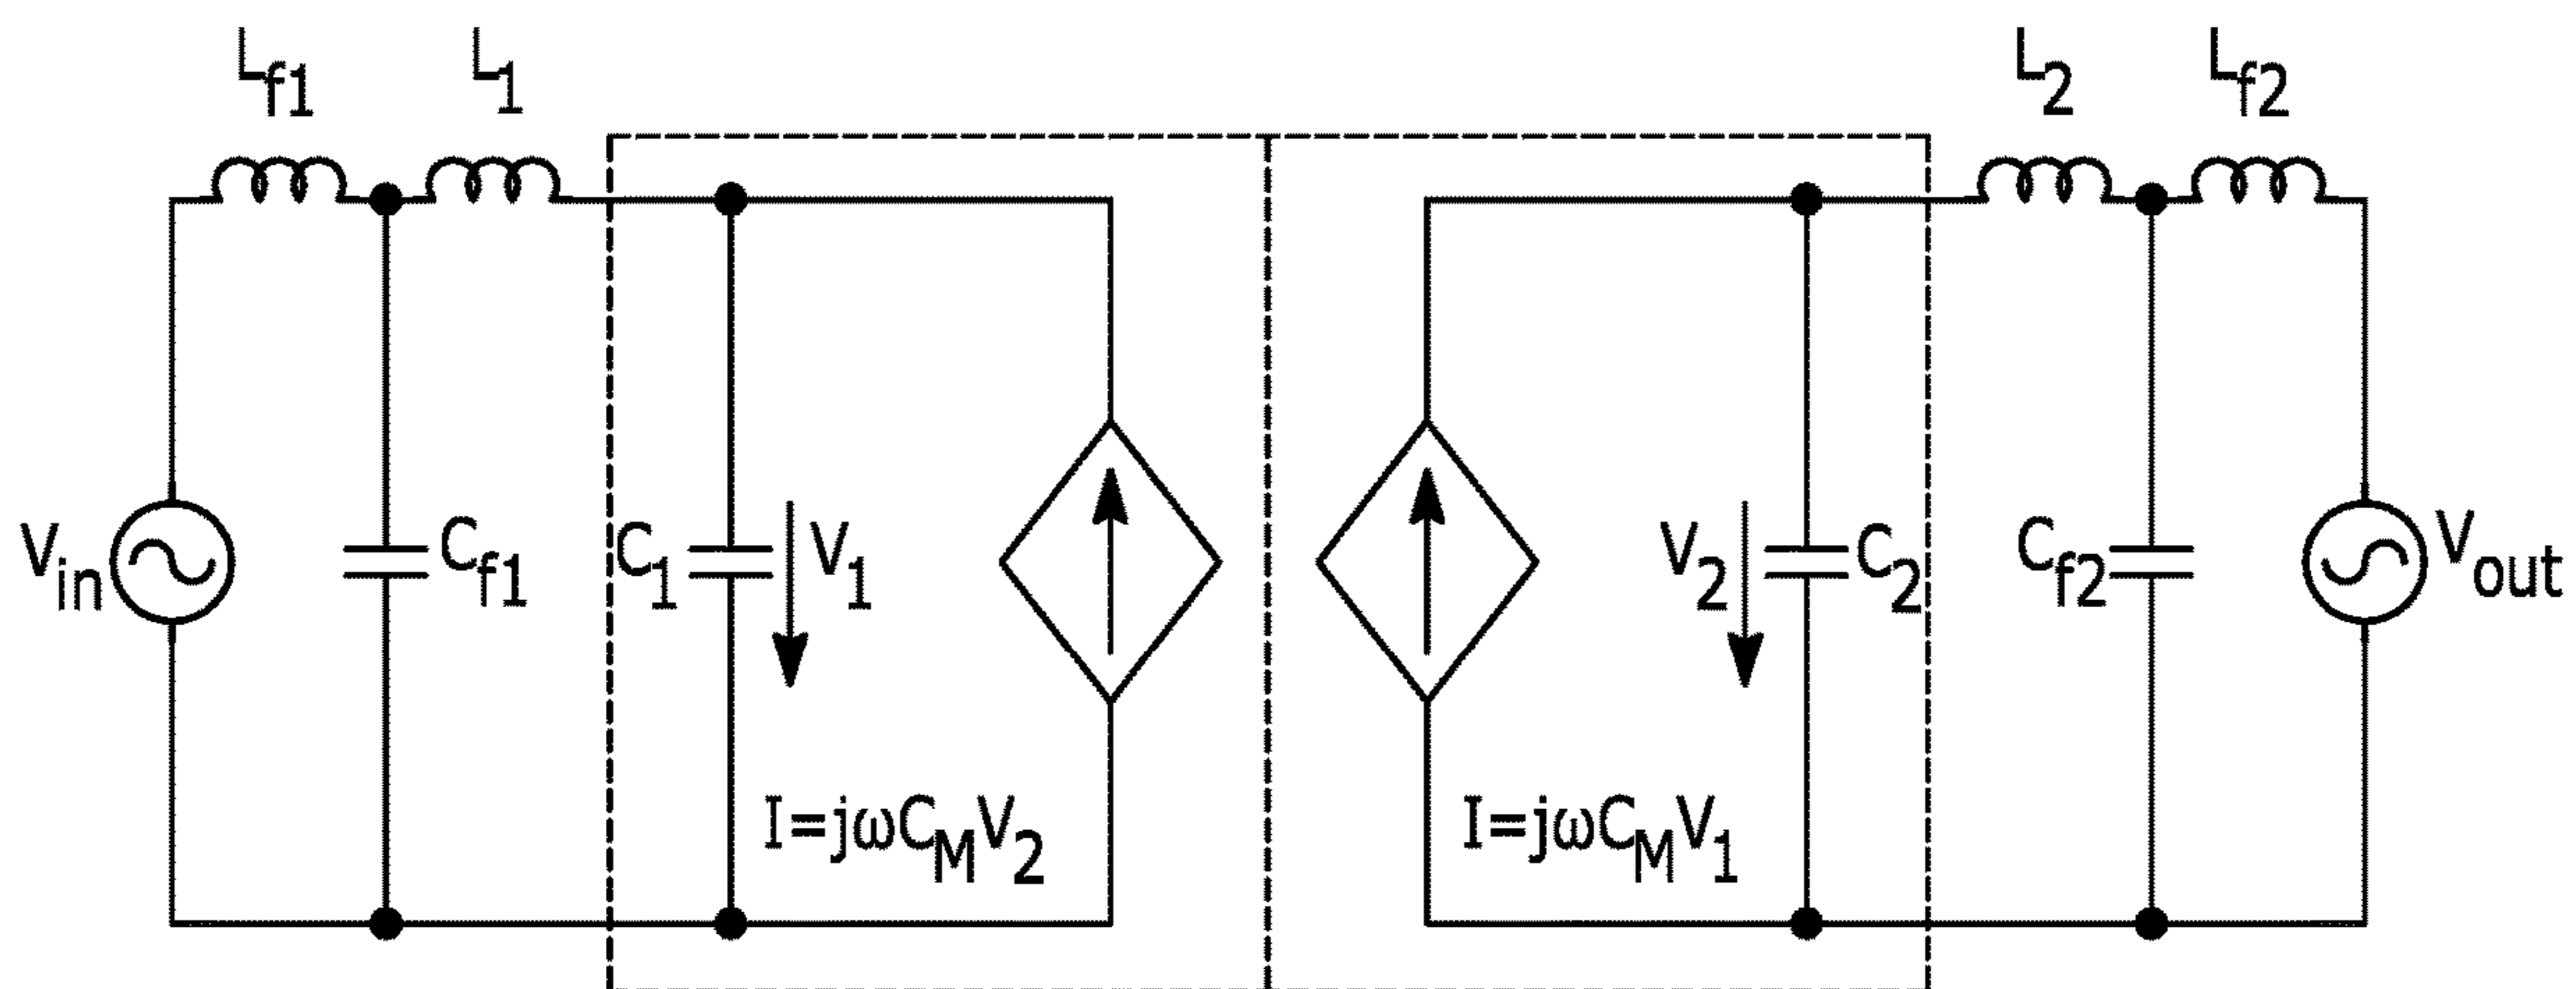 Lf1 L1 L2 Lf2
Vin Cf1 C1 V1 V2 C2 Cf2 Vout
I=jωCMV2 I=jωCMV1